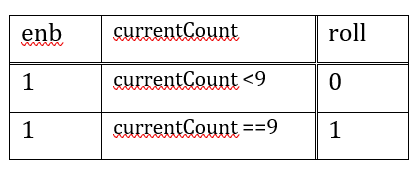 enb currentCount roll
1 currentCount <9 0
1 currentCount ==9 1